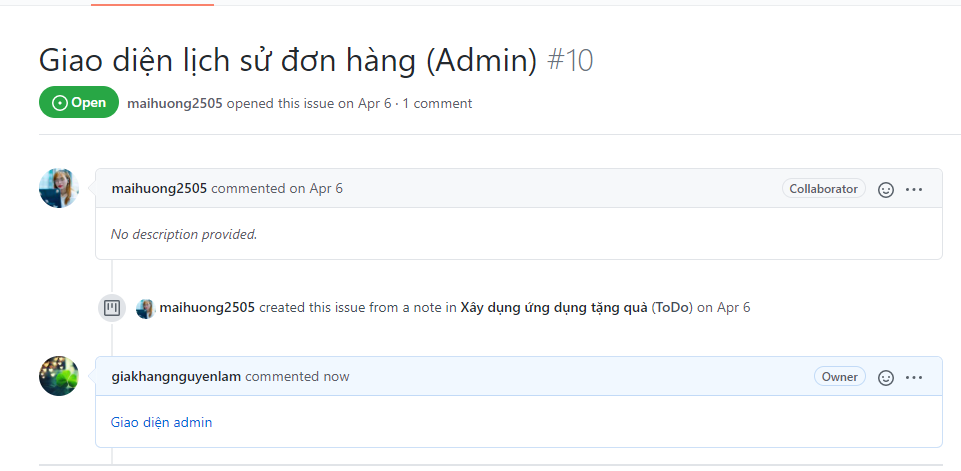 Giao diện lịch sử đơn hàng (Admin) #10
Open maihuong2505 opened this issue on Apr 6 · 1 comment
maihuong2505 commented on Apr 6 Collaborator
No description provided.
maihuong2505 created this issue from a note in Xây dụng ứng dụng tặng quà (ToDo) on Apr 6
giakhangnguyenlam commented now Owner
Giao diện admin